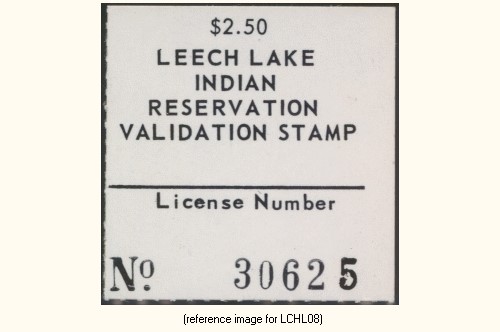 $2.50
LEECH LAKE
INDIAN
RESERVATION
VALIDATION STAMP
License Number
Nº 30625
(reference image for LCHL08)